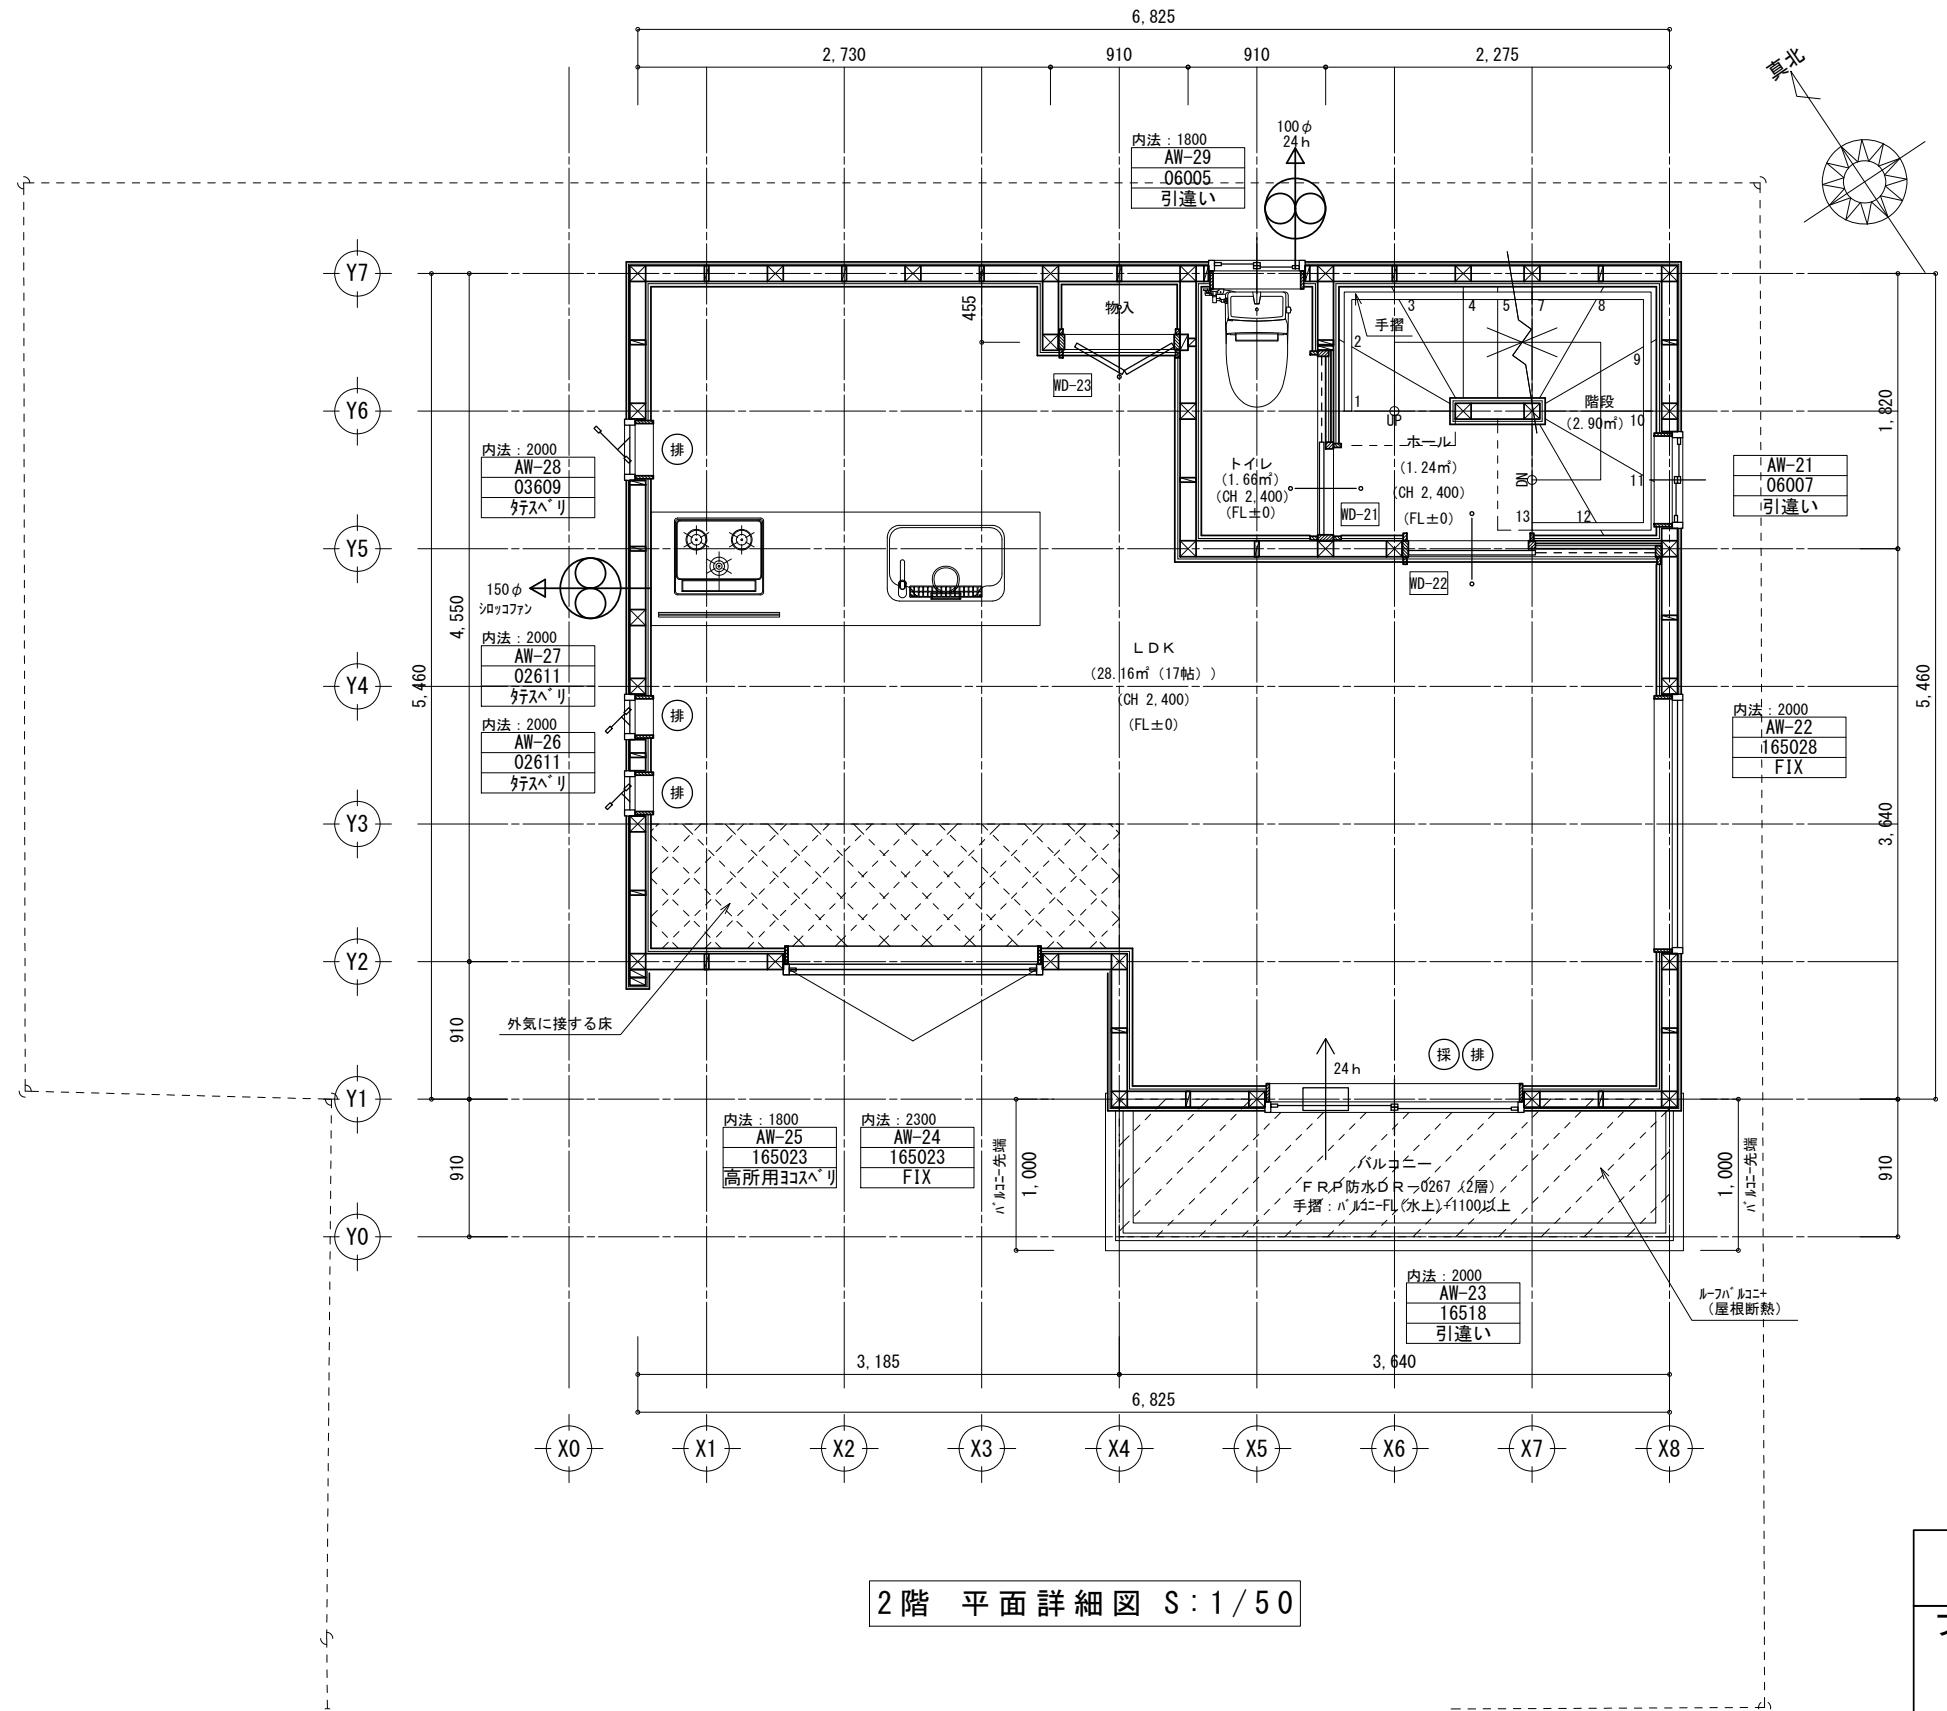 6,825
2,730
910
910
2,275
真北
内法：1800
AW-29
06005
引違い
100φ
24h
Y7
Y6
Y5
Y4
Y3
Y2
Y1
Y0
455
物入
WD-23
手摺
1
2
3
4
5
7
8
9
10
11
12
13
UP
DN
階段
(2.90㎡)
ホール
(1.24㎡)
(CH 2,400)
(FL±0)
トイレ
(1.66㎡)
(CH 2,400)
(FL±0)
WD-21
WD-22
1,820
5,460
3,640
910
内法：2000
AW-28
03609
ﾀﾃｽﾍﾞﾘ
排
150φ
ｼﾛｯｺﾌｧﾝ
4,550
5,460
内法：2000
AW-27
02611
ﾀﾃｽﾍﾞﾘ
排
内法：2000
AW-26
02611
ﾀﾃｽﾍﾞﾘ
排
AW-21
06007
引違い
ＬＤＫ
(28.16㎡ (17帖))
(CH 2,400)
(FL±0)
内法：2000
AW-22
165028
FIX
外気に接する床
910
910
採
排
24h
内法：1800
AW-25
165023
高所用ﾖｺｽﾍﾞﾘ
内法：2300
AW-24
165023
FIX
ﾊﾞﾙｺﾆｰ先端
1,000
バルコニー
ＦＲＰ防水ＤＲ－0267 (2層)
手摺：ﾊﾞﾙｺﾆｰFL(水上)+1100以上
1,000
ﾊﾞﾙｺﾆｰ先端
内法：2000
AW-23
16518
引違い
ﾙｰﾌﾊﾞﾙｺﾆｰ
(屋根断熱)
3,185
3,640
6,825
X0
X1
X2
X3
X4
X5
X6
X7
X8
2階 平面詳細図 S:1/50